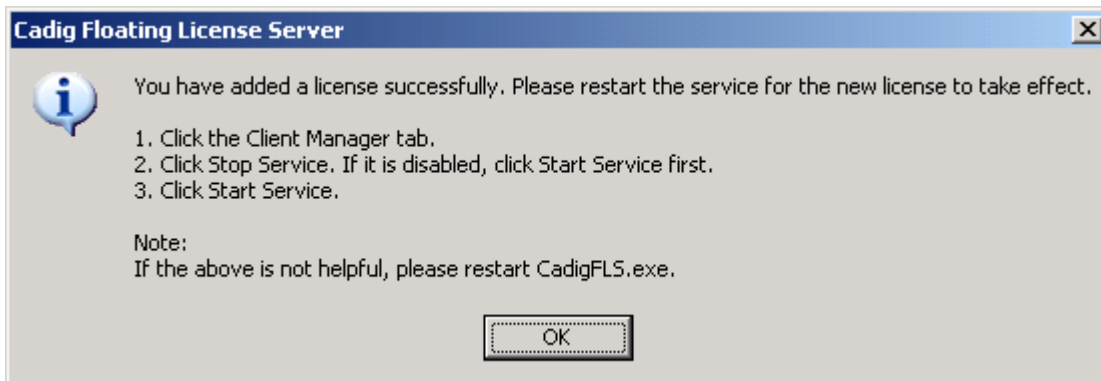 Cadig Floating License Server
You have added a license successfully. Please restart the service for the new license to take effect.
1. Click the Client Manager tab.
2. Click Stop Service. If it is disabled, click Start Service first.
3. Click Start Service.
Note:
If the above is not helpful, please restart CadigFLS.exe.
OK